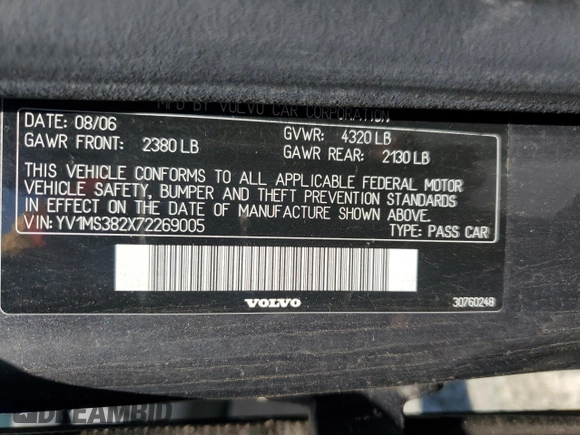 MFD BY VOLVO CAR CORPORATION
DATE: 08/06 GVWR: 4320 LB
GAWR FRONT: 2380 LB GAWR REAR: 2130 LB
THIS VEHICLE CONFORMS TO ALL APPLICABLE FEDERAL MOTOR
VEHICLE SAFETY, BUMPER AND THEFT PREVENTION STANDARDS
IN EFFECT ON THE DATE OF MANUFACTURE SHOWN ABOVE.
VIN: YV1MS382X72269005 TYPE: PASS CAR
VOLVO 30760248
DREAMBID